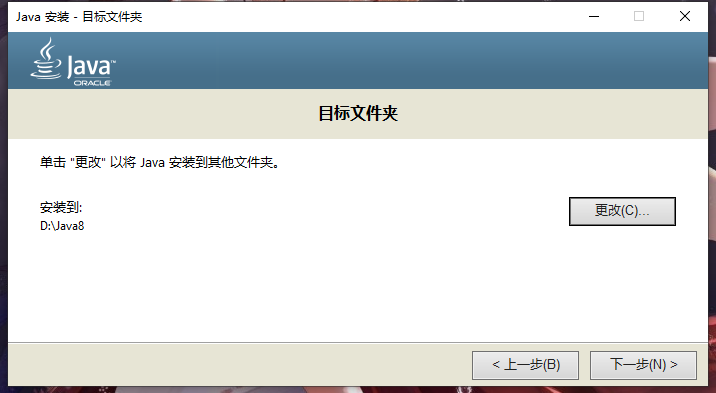 Java 安装 - 目标文件夹
Java™
ORACLE
目标文件夹
单击 "更改" 以将 Java 安装到其他文件夹。
安装到:
D:\Java8
更改(C)...
< 上一步(B)
下一步(N) >